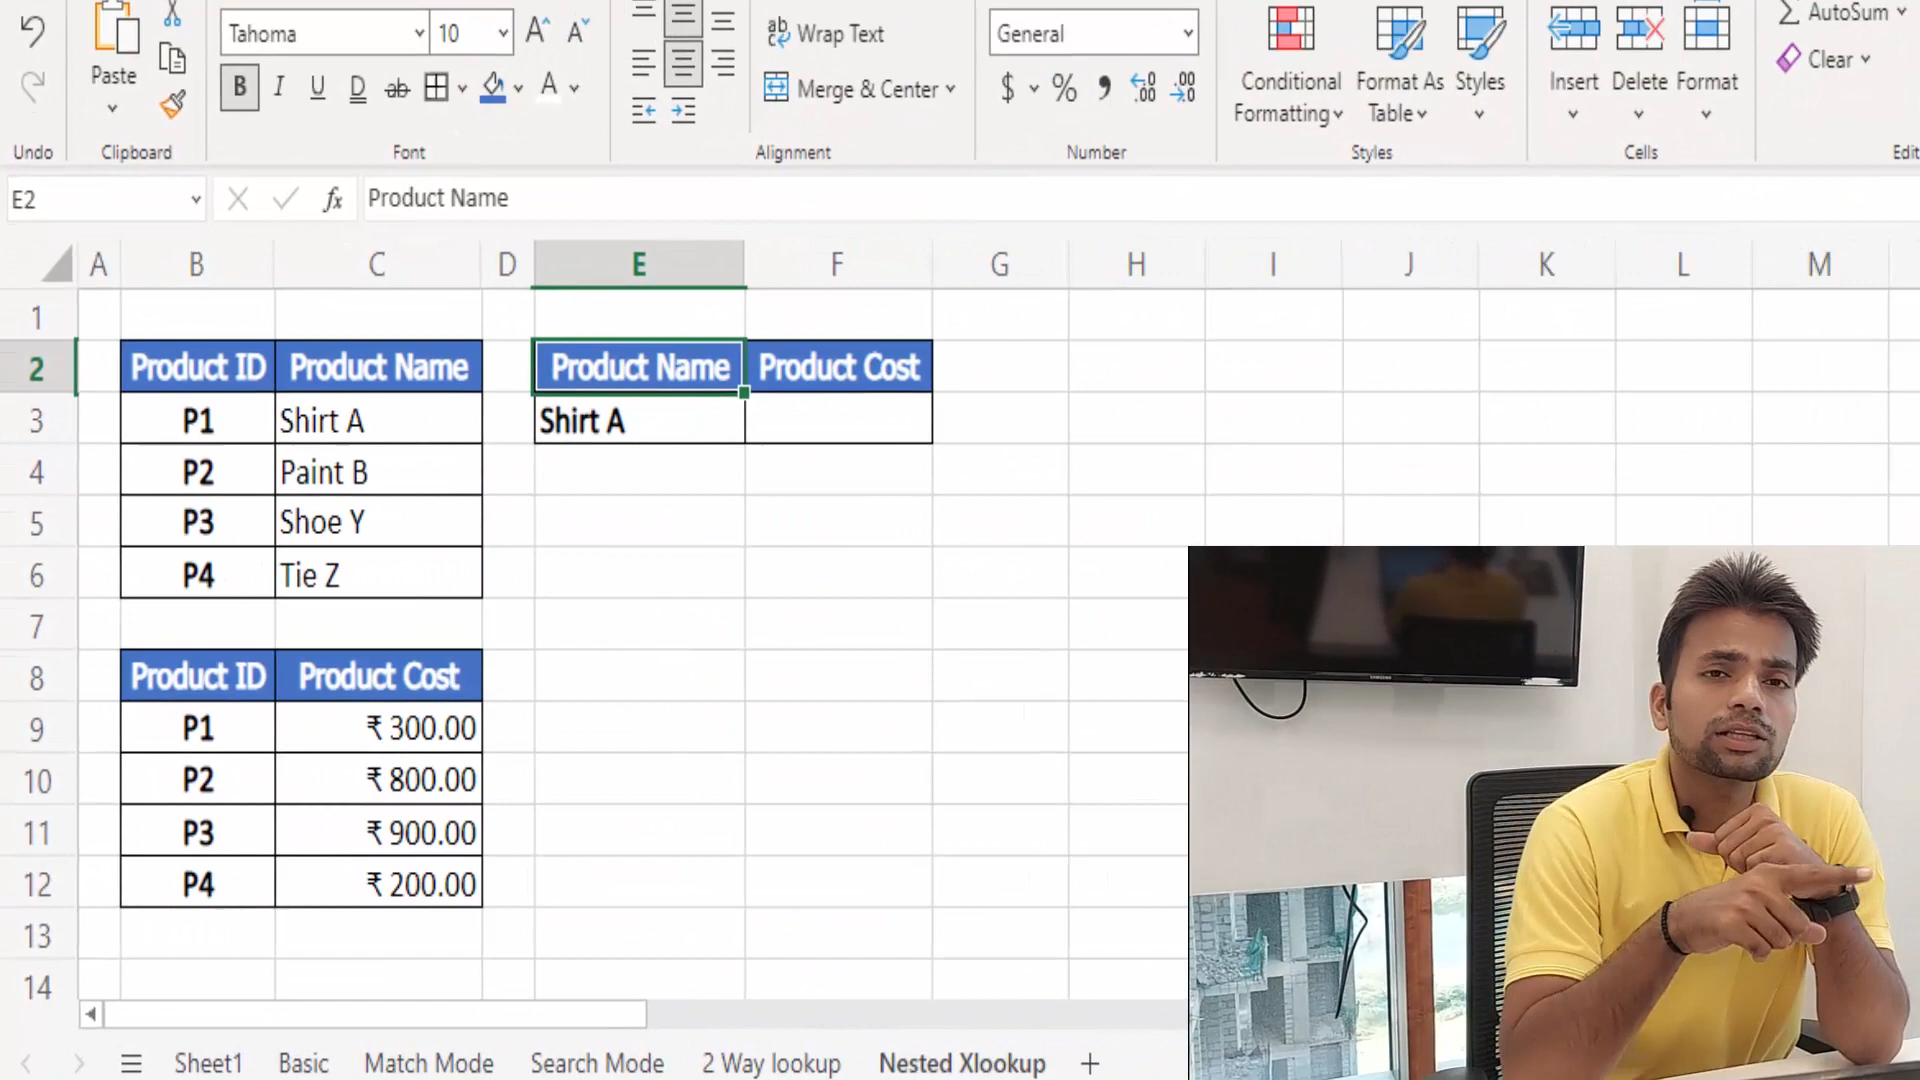 Tahoma 10
Wrap Text
General
AutoSum
Paste
Merge & Center
Conditional Formatting
Format As Table
Styles
Insert
Delete
Format
Clear
Undo
Clipboard
Font
Alignment
Number
Styles
Cells
Edit
E2 fx Product Name
A B C D E F G H I J K L M
1
2 Product ID Product Name Product Name Product Cost
3 P1 Shirt A Shirt A
4 P2 Paint B
5 P3 Shoe Y
6 P4 Tie Z
7
8 Product ID Product Cost
9 P1 ₹ 300.00
10 P2 ₹ 800.00
11 P3 ₹ 900.00
12 P4 ₹ 200.00
13
14
SAMSUNG
Sheet1 Basic Match Mode Search Mode 2 Way lookup Nested Xlookup